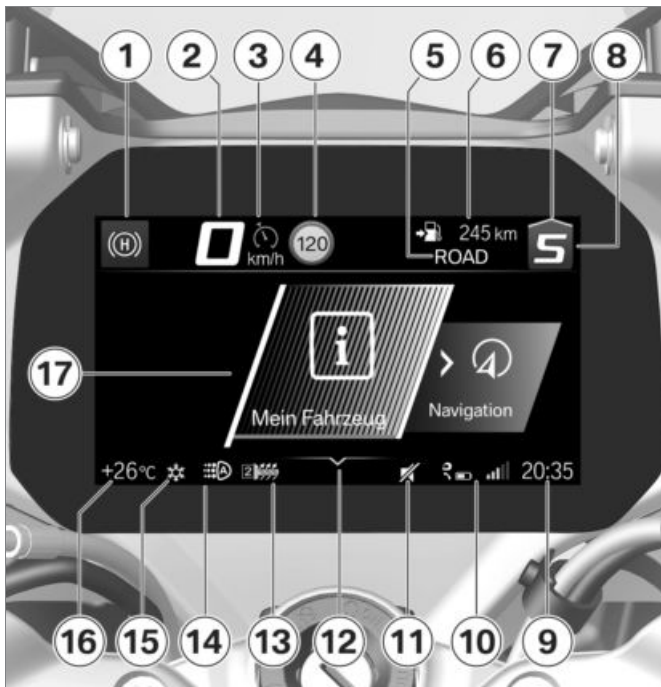 1 2 3 4 5 6 7 8
(H) 0 km/h 120 245 km S
ROAD
i
17
Mein Fahrzeug
Navigation
+26°C A 2 20:35
16 15 14 13 12 11 10 9